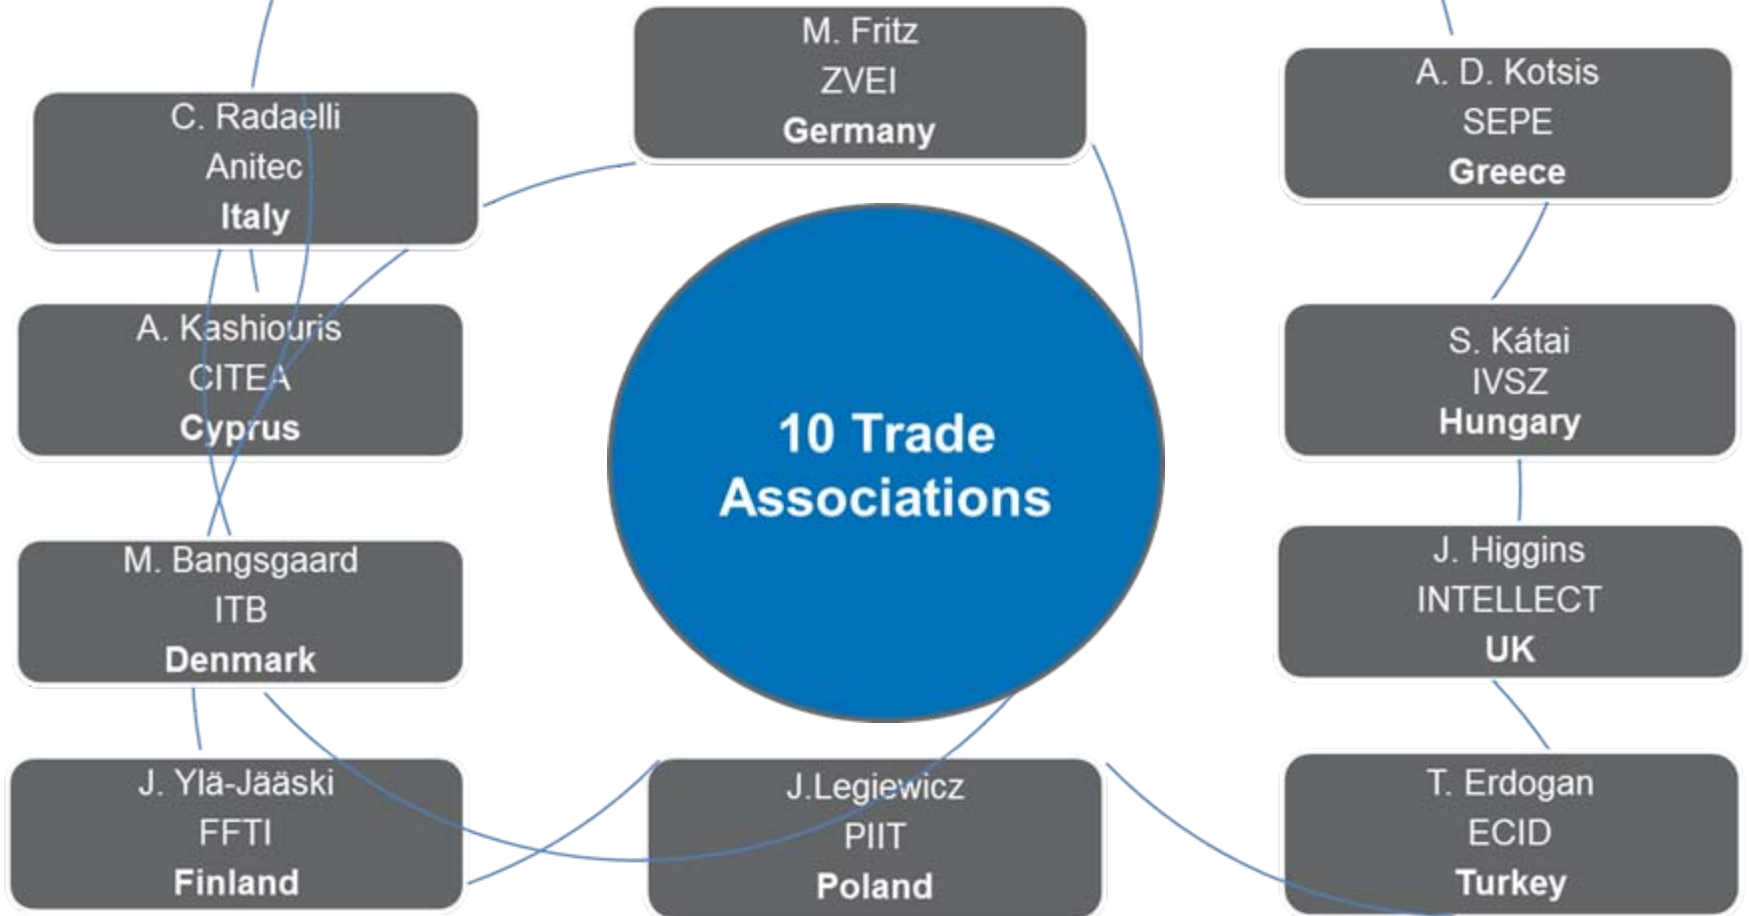 M. Fritz
ZVEI
Germany
A. D. Kotsis
SEPE
Greece
C. Radaelli
Anitec
Italy
A. Kashiouris
CITEA
Cyprus
S. Kátai
IVSZ
Hungary
10 Trade
Associations
M. Bangsgaard
ITB
Denmark
J. Higgins
INTELLECT
UK
J. Ylä-Jääski
FFTI
Finland
J.Legiewicz
PIIT
Poland
T. Erdogan
ECID
Turkey